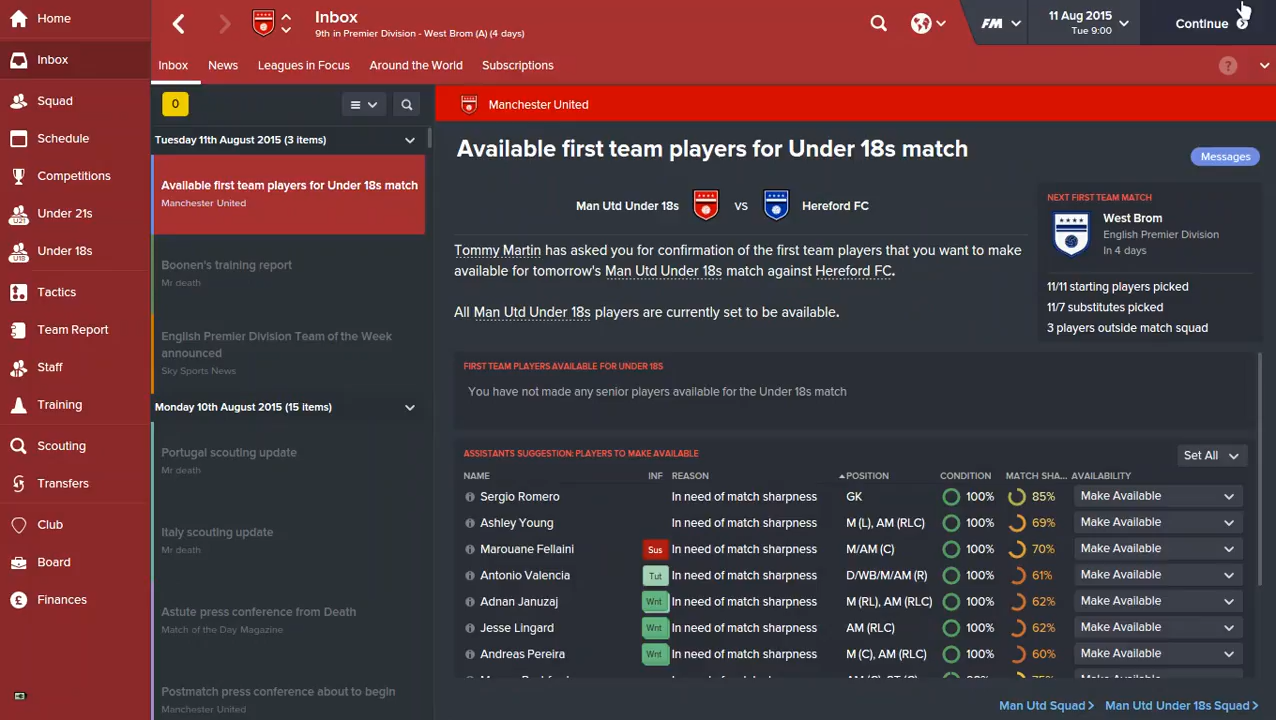 Home
Inbox
Squad
Schedule
Competitions
Under 21s
Under 18s
Tactics
Team Report
Staff
Training
Scouting
Transfers
Club
Board
Finances
Inbox
9th in Premier Division - West Brom (A) (4 days)
FM
11 Aug 2015
Tue 9:00
Continue
Inbox News Leagues in Focus Around the World Subscriptions
?
0
Tuesday 11th August 2015 (3 items)
Available first team players for Under 18s match
Manchester United
Boonen's training report
Mr death
English Premier Division Team of the Week
announced
Sky Sports News
Monday 10th August 2015 (15 items)
Portugal scouting update
Mr death
Italy scouting update
Mr death
Astute press conference from Death
Match of the Day Magazine
Postmatch press conference about to begin
Manchester United
Manchester United
Available first team players for Under 18s match
Messages
Man Utd Under 18s VS Hereford FC
Tommy Martin has asked you for confirmation of the first team players that you want to make
available for tomorrow's Man Utd Under 18s match against Hereford FC.
All Man Utd Under 18s players are currently set to be available.
NEXT FIRST TEAM MATCH
West Brom
English Premier Division
In 4 days
11/11 starting players picked
11/7 substitutes picked
3 players outside match squad
FIRST TEAM PLAYERS AVAILABLE FOR UNDER 18S
You have not made any senior players available for the Under 18s match
ASSISTANTS SUGGESTION: PLAYERS TO MAKE AVAILABLE
Set All
NAME INF REASON POSITION CONDITION MATCH SHA... AVAILABILITY
Sergio Romero In need of match sharpness GK 100% 85% Make Available
Ashley Young In need of match sharpness M (L), AM (RLC) 100% 69% Make Available
Marouane Fellaini Sus In need of match sharpness M/AM (C) 100% 70% Make Available
Antonio Valencia Tut In need of match sharpness D/WB/M/AM (R) 100% 61% Make Available
Adnan Januzaj Wnt In need of match sharpness M (RL), AM (RLC) 100% 62% Make Available
Jesse Lingard Wnt In need of match sharpness AM (RLC) 100% 62% Make Available
Andreas Pereira Wnt In need of match sharpness M (C), AM (RLC) 100% 60% Make Available
Man Utd Squad > Man Utd Under 18s Squad >